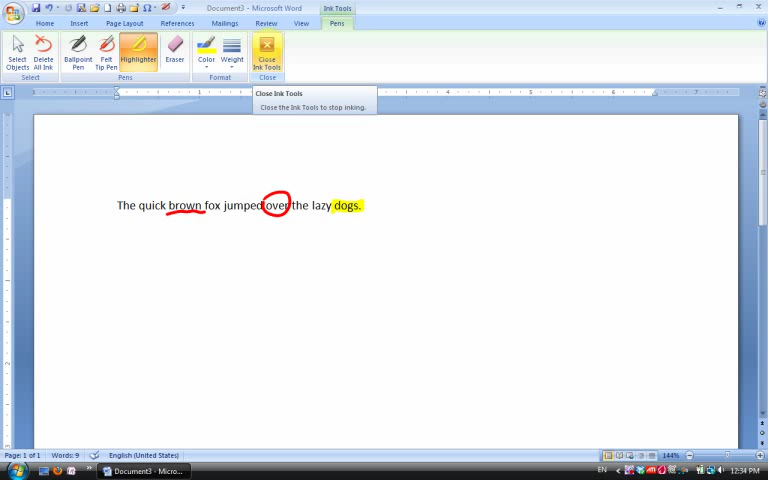 Document3 - Microsoft Word
Ink Tools
Home Insert Page Layout References Mailings Review View Pens
Select Objects
Delete All Ink
Ballpoint Pen
Felt Tip Pen
Highlighter
Eraser
Color
Weight
Close Ink Tools
Select Pens Format Close
Close Ink Tools
Close the Ink Tools to stop inking.
The quick brown fox jumped over the lazy dogs.
Page: 1 of 1 Words: 9 English (United States) 144%
Document3 - Micro... EN 12:34 PM